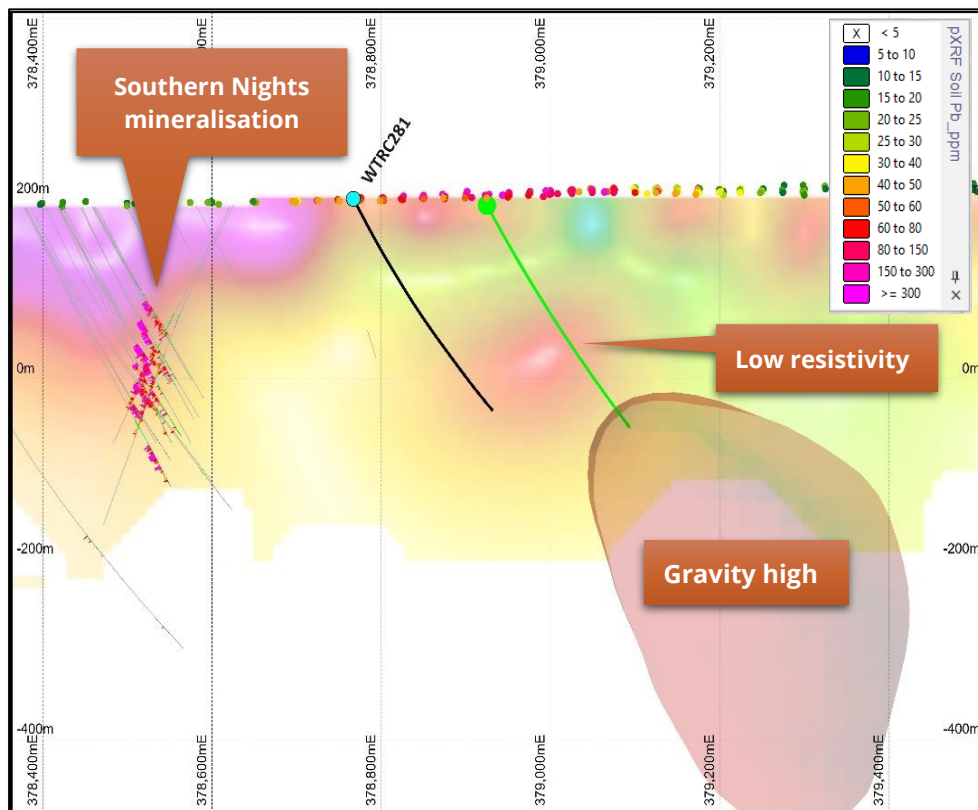 378,400mE
378,600mE
378,800mE
379,000mE
379,200mE
X < 5
5 to 10
10 to 15
15 to 20
20 to 25
25 to 30
30 to 40
40 to 50
50 to 60
60 to 80
80 to 150
150 to 300
>= 300
pXRF Soil Pb_ppm
Southern Nights
mineralisation
WTRC281
200m
Low resistivity
0m
0m
-200m
-200m
Gravity high
-400m
-400m
378,400mE
378,600mE
378,800mE
379,000mE
379,200mE
379,400mE